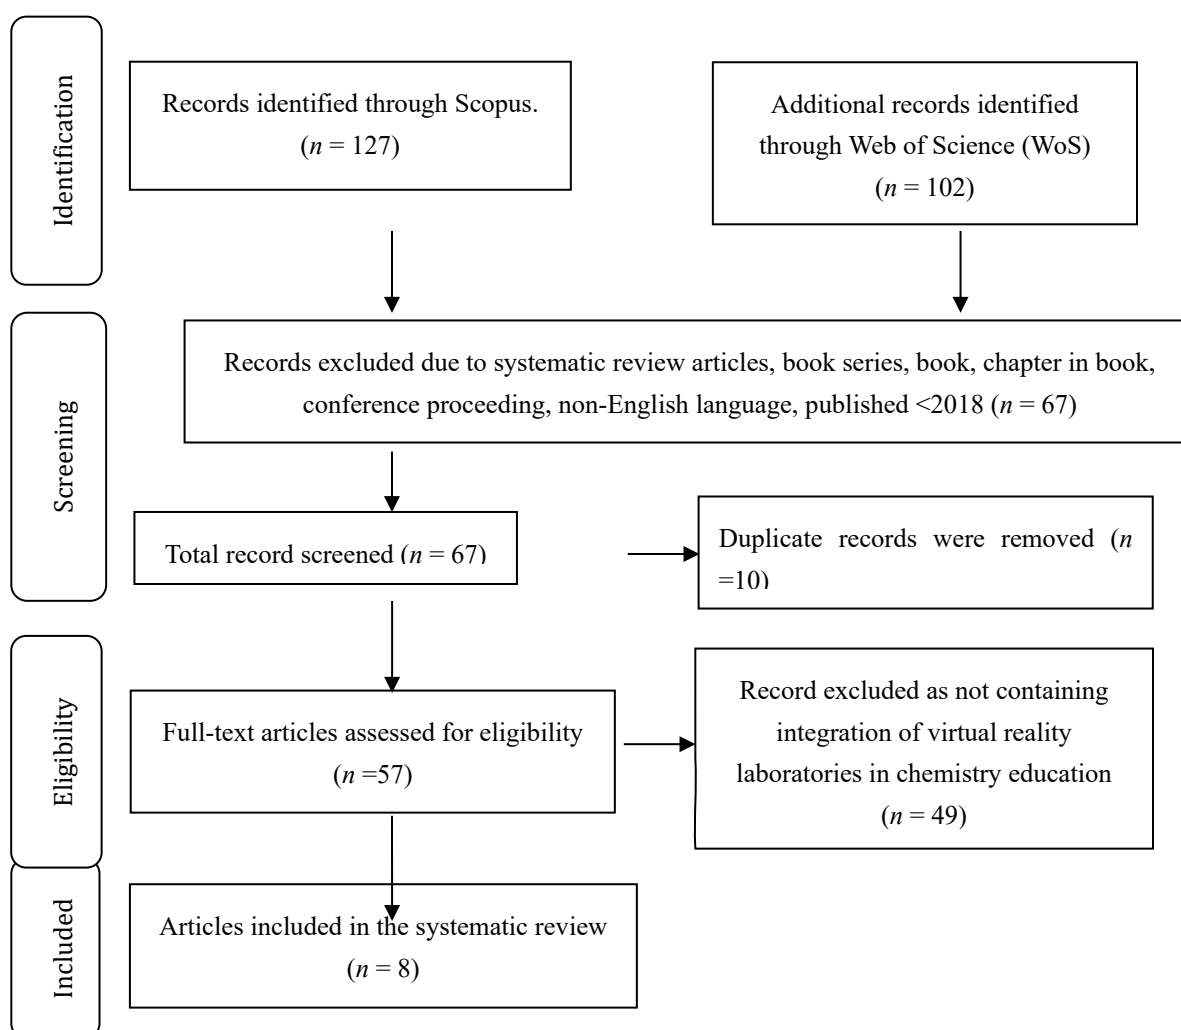 Identification
Records identified through Scopus.
(n = 127)
Additional records identified
through Web of Science (WoS)
(n = 102)
Screening
Records excluded due to systematic review articles, book series, book, chapter in book,
conference proceeding, non-English language, published <2018 (n = 67)
Total record screened (n = 67)
Duplicate records were removed (n
=10)
Eligibility
Full-text articles assessed for eligibility
(n =57)
Record excluded as not containing
integration of virtual reality
laboratories in chemistry education
(n = 49)
Included
Articles included in the systematic review
(n = 8)